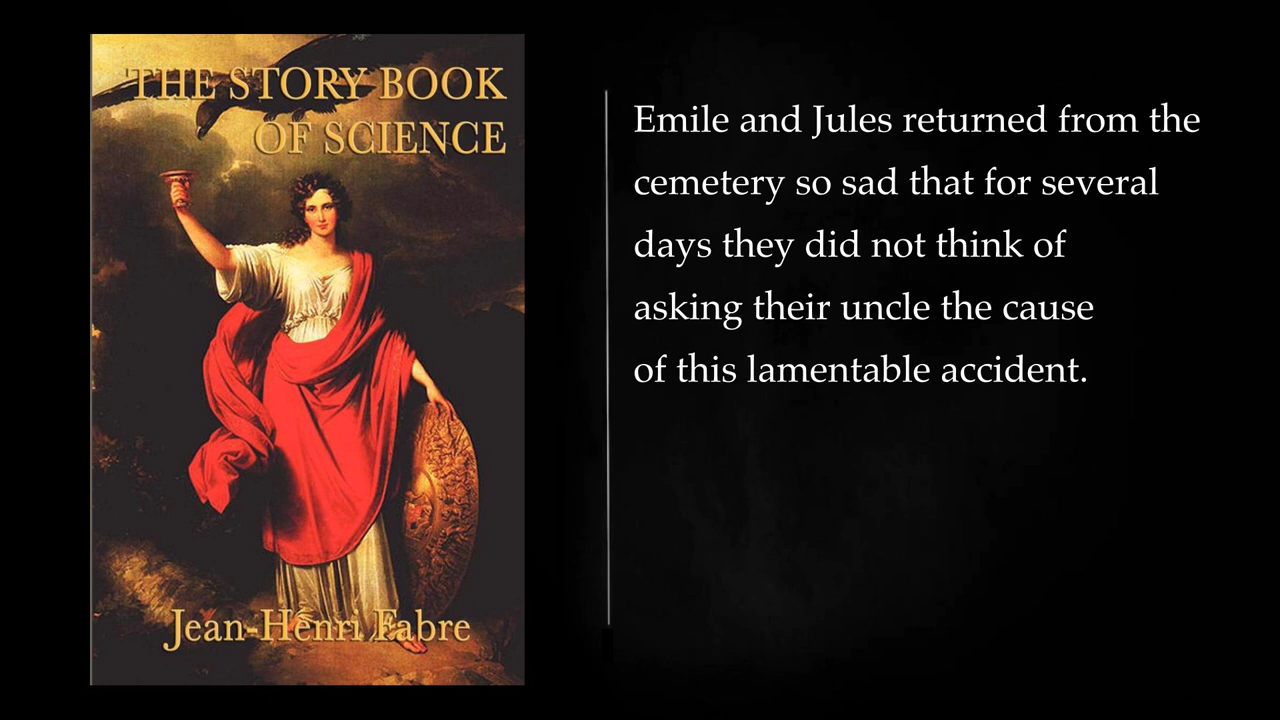 THE STORY BOOK
OF SCIENCE
Jean-Henri Fabre
Emile and Jules returned from the
cemetery so sad that for several
days they did not think of
asking their uncle the cause
of this lamentable accident.